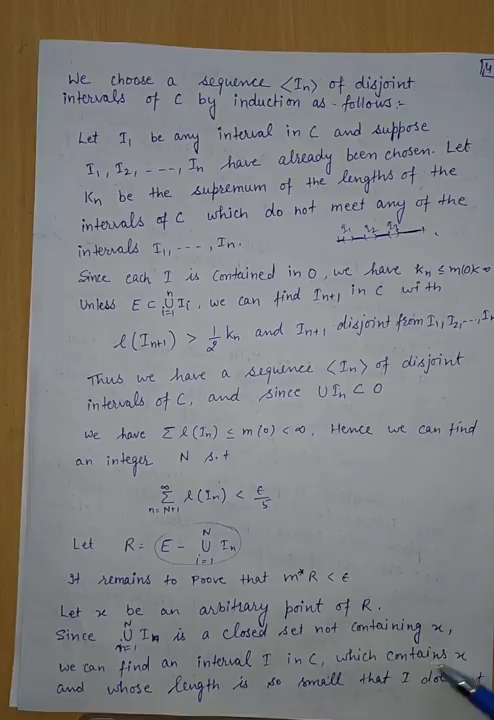 4
We choose a sequence <In> of disjoint
intervals of C by induction as follows:-
Let I1 be any interval in C and suppose
I1, I2, ---, In have already been chosen. Let
Kn be the supremum of the lengths of the
intervals of C which do not meet any of the
intervals I1, ---, In.
Since each I is contained in O, we have kn ≤ m(O)<∞
Unless E ⊂ n∪i=1 Ii, we can find In+1 in C with
l(In+1) > 1/2 kn and In+1 disjoint from I1, I2, ---, In
Thus we have a sequence <In> of disjoint
intervals of C, and since UIn ⊂ O
We have Σ l(In) ≤ m(O) < ∞. Hence we can find
an integer N s.t
∞Σn=N+1 l(In) < ε/5
Let R = E - N∪i=1 In
It remains to Poove that m*R < ε
Let x be an arbitrary point of R.
Since N∪n=1 In is a closed set not containing x,
we can find an interval I in C, which contains x
and whose length is so small that I